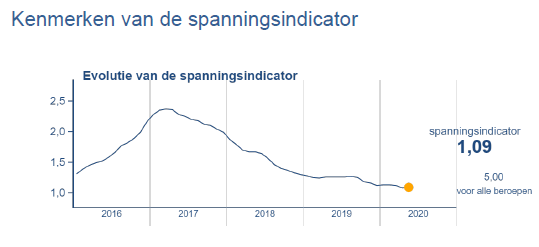 Kenmerken van de spanningsindicator
Evolutie van de spanningsindicator
2,5
2,0
1,5
1,0
2016
2017
2018
2019
2020
spanningsindicator
1,09
5,00
voor alle beroepen